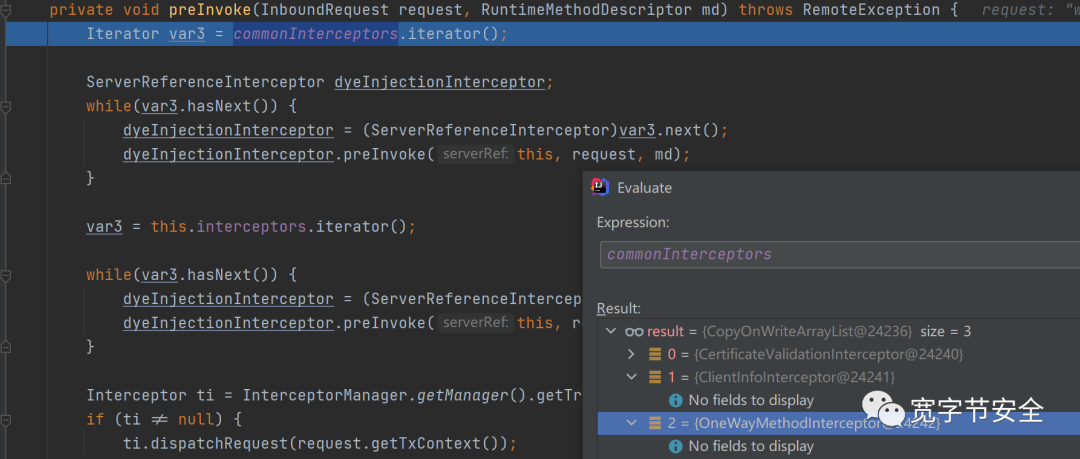 private void preInvoke(InboundRequest request, RuntimeMethodDescriptor md) throws RemoteException {   request: "w
Iterator var3 = commonInterceptors.iterator();
ServerReferenceInterceptor dyeInjectionInterceptor;
while(var3.hasNext()) {
dyeInjectionInterceptor = (ServerReferenceInterceptor)var3.next();
dyeInjectionInterceptor.preInvoke( serverRef: this, request, md);
}
var3 = this.interceptors.iterator();
while(var3.hasNext()) {
dyeInjectionInterceptor = (ServerReferenceIntercep
dyeInjectionInterceptor.preInvoke( serverRef: this, r
}
Interceptor ti = InterceptorManager.getManager().getTr
if (ti ≠ null) {
ti.dispatchRequest(request.getTxContext());
Evaluate
Expression:
commonInterceptors
Result:
result = {CopyOnWriteArrayList@24236} size = 3
0 = {CertificateValidationInterceptor@24240}
1 = {ClientInfoInterceptor@24241}
No fields to display
2 = {OneWayMethodInterceptor@24242}
No fields to display
宽字节安全